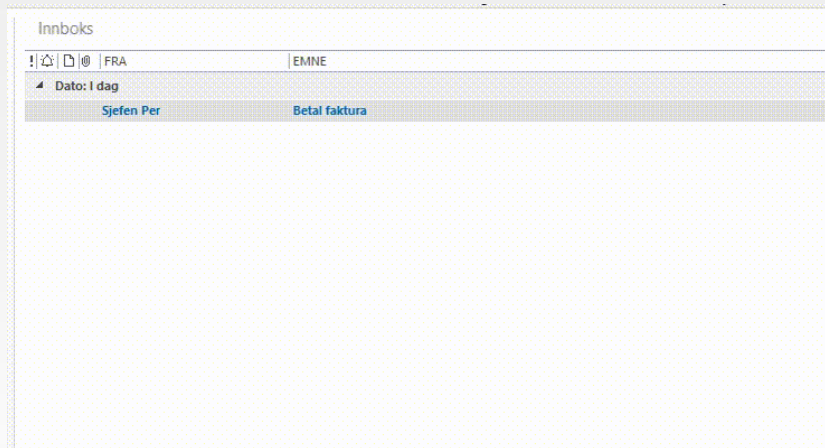 Innboks
! FRA EMNE
Dato: I dag
Sjefen Per Betal faktura